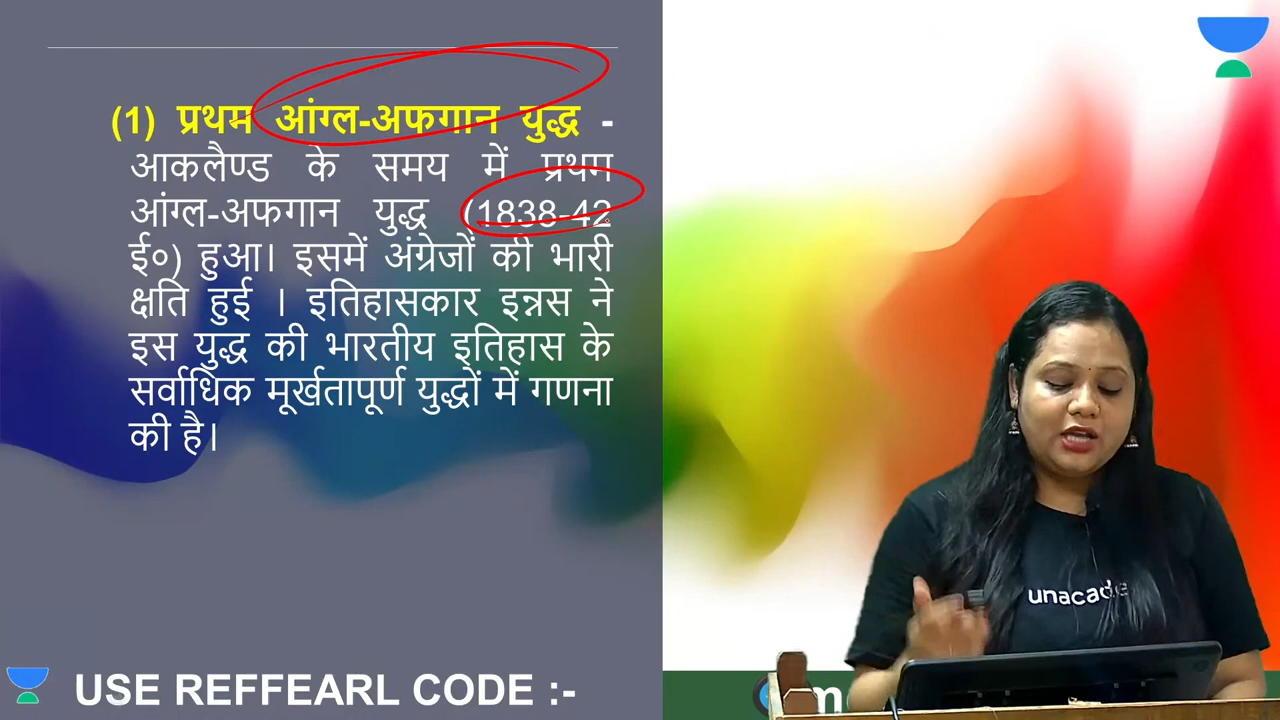 (1) प्रथम आंग्ल-अफगान युद्ध -
आकलैण्ड के समय में प्रथम
आंग्ल-अफगान युद्ध (1838-42
ई०) हुआ। इसमें अंग्रेजों की भारी
क्षति हुई । इतिहासकार इन्नस ने
इस युद्ध की भारतीय इतिहास के
सर्वाधिक मूर्खतापूर्ण युद्धों में गणना
की है।
USE REFFEARL CODE :-